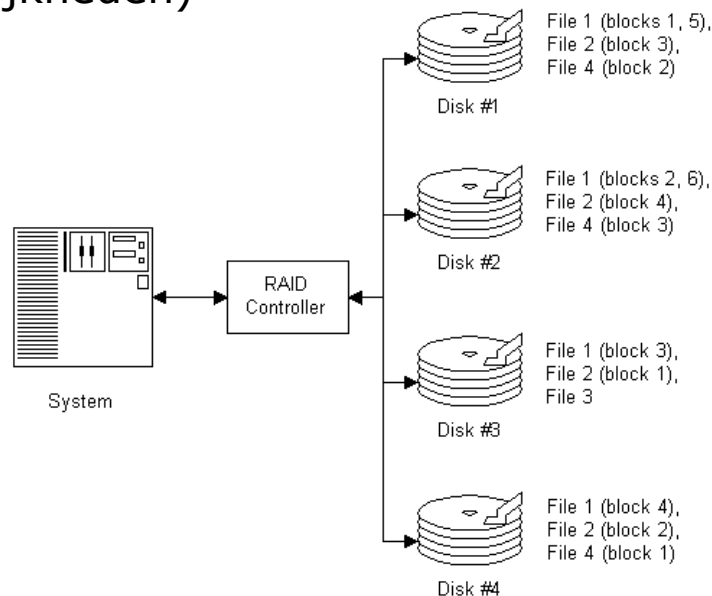 jkheden)
File 1 (blocks 1, 5),
File 2 (block 3),
File 4 (block 2)
Disk #1
File 1 (blocks 2, 6),
File 2 (block 4),
File 4 (block 3)
Disk #2
RAID
Controller
System
File 1 (block 3),
File 2 (block 1),
File 3
Disk #3
File 1 (block 4),
File 2 (block 2),
File 4 (block 1)
Disk #4